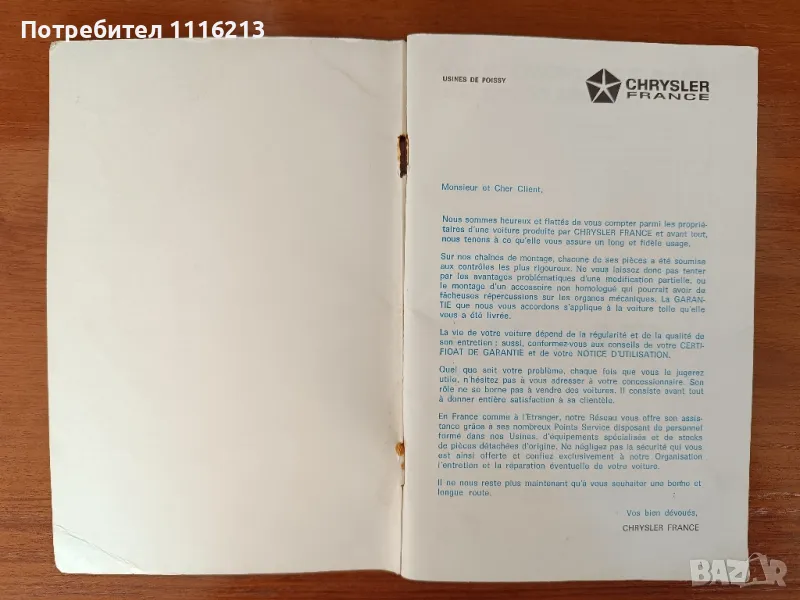 Потребител 1116213
USINES DE POISSY
CHRYSLER
FRANCE
Monsieur et Cher Client,
Nous sommes heureux et flattés de vous compter parmi les proprié-
taires d'une voiture produite par CHRYSLER FRANCE et avant tout,
nous tenons à ce qu'elle vous assure un long et fidèle usage.
Sur nos chaînes de montage, chacune de ses pièces a été soumise
aux contrôles les plus rigoureux. Ne vous laissez donc pas tenter
par les avantages problématiques d'une modification partielle, ou
le montage d'un accessoire non homologué qui pourrait avoir de
fâcheuses répercussions sur les organes mécaniques. La GARAN-
TIE que nous vous accordons s'applique à la voiture telle qu'elle
vous a été livrée.
La vie de votre voiture dépend de la régularité et de la qualité de
son entretien ; aussi, conformez-vous aux conseils de votre CERTI-
FICAT DE GARANTIE et de votre NOTICE D'UTILISATION.
Quel que soit votre problème, chaque fois que vous le jugerez
utile, n'hésitez pas à vous adresser à votre concessionnaire. Son
rôle ne se borne pas à vendre des voitures. Il consiste avant tout
à donner entière satisfaction à sa clientèle.
En France comme à l'Etranger, notre Réseau vous offre son assis-
tance grâce à ses nombreux Points Service disposant de personnel
formé dans nos Usines, d'équipements spécialisés et de stocks
de pièces détachées d'origine. Ne négligez pas la sécurité qui vous
est ainsi offerte et confiez exclusivement à notre Organisation
l'entretien et la réparation éventuelle de votre voiture.
Il ne nous reste plus maintenant qu'à vous souhaiter une bonne et
longue route.
Vos bien dévoués,
CHRYSLER FRANCE
BAZAR